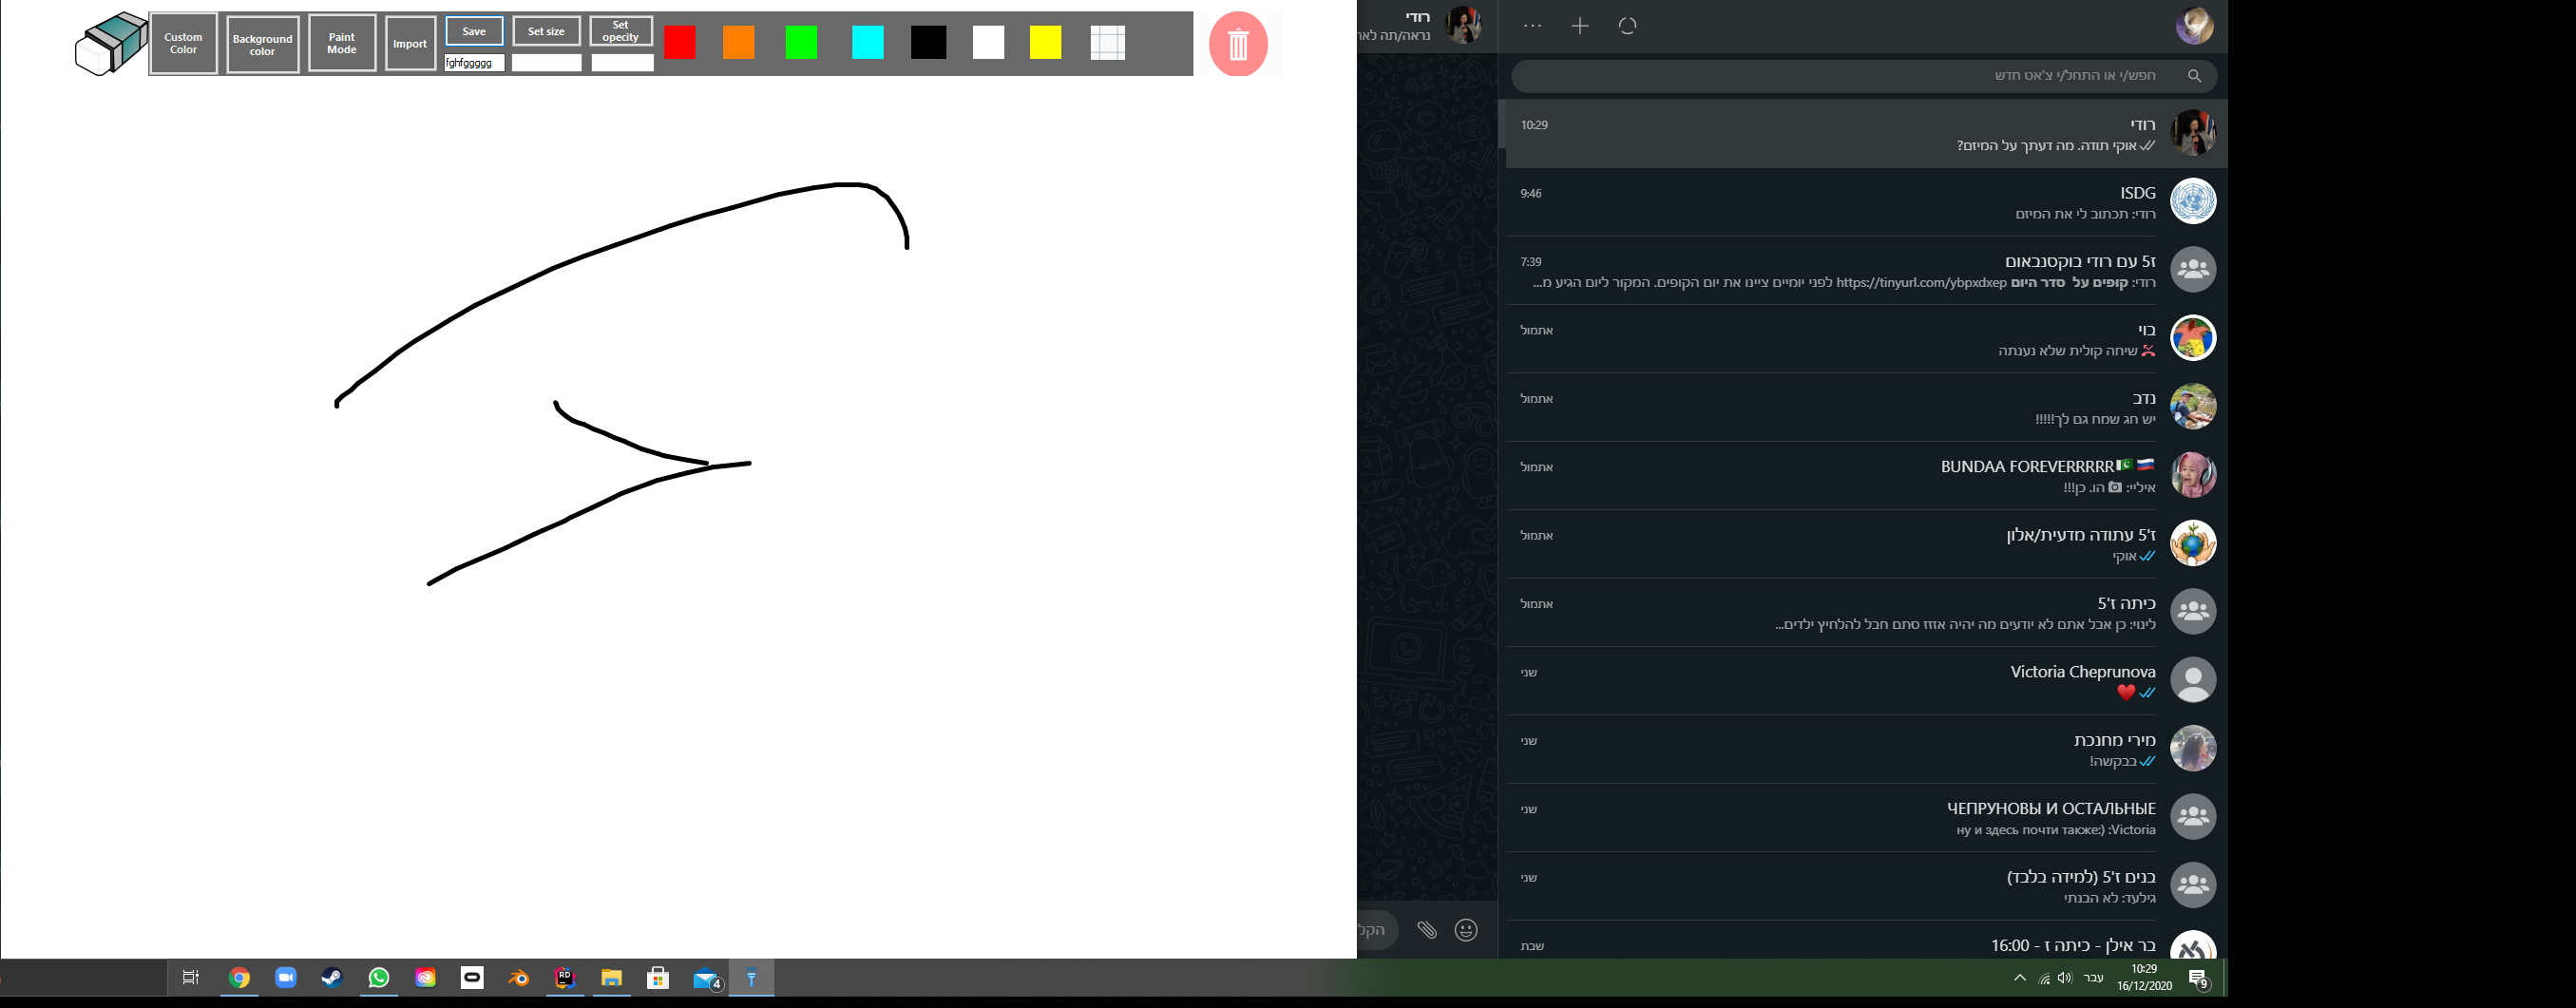 Custom
Color
Background
color
Paint
Mode
Import
Save
fghfggggg
Set size
Set
opecity
רודי
נראה/תה לאח
חפש/י או התחל/י צ'אט חדש
רודי
10:29
אוקי תודה. מה דעתך על המיזם?
ISDG
9:46
רודי: תכתוב לי את המיזם
ז5 עם רודי בוקסנבאום
7:39
רודי: קופים על סדר היום https://tinyurl.com/ybpxdxep לפני יומיים ציינו את יום הקופים. המקור ליום הגיע מ...
בוי
אתמול
שיחה קולית שלא נענתה
נדב
אתמול
יש חג שמח גם לך!!!!!
BUNDAA FOREVERRRRR
אתמול
איליי: הו. כן!!!
ז'5 עתודה מדעית/אלון
אתמול
אוקי
כיתה ז'5
אתמול
לינוי: כן אבל אתם לא יודעים מה יהיה אזזז סתם חבל להלחיץ ילדים...
Victoria Cheprunova
שני
מירי מחנכת
שני
בבקשה!
ЧЕПРУНОВЫ И ОСТАЛЬНЫЕ
שני
Victoria: ну и здесь почти также:)
בנים ז'5 (למידה בלבד)
שני
גילעד: לא הבנתי
בר אילן - כיתה ז - 16:00
שבת
הקל
RD
4
עבר
10:29
16/12/2020
9